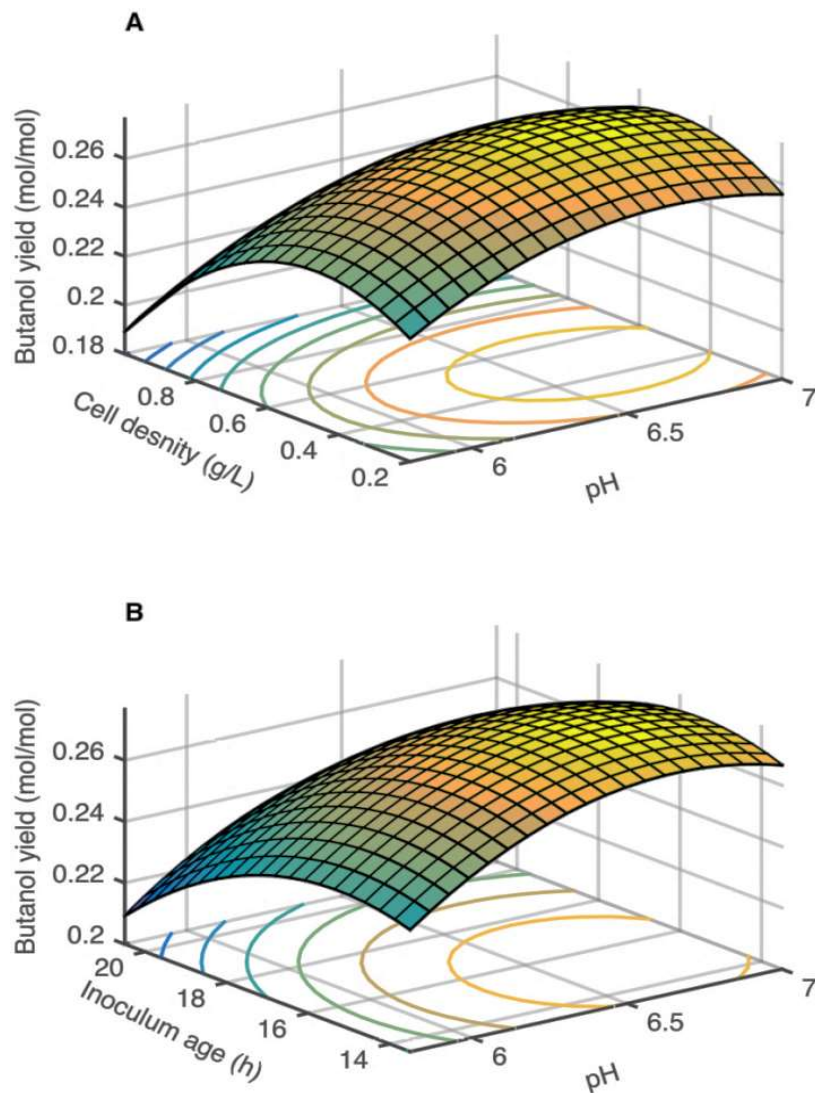 A
Butanol yield (mol/mol)
0.26
0.24
0.22
0.2
0.18
0.8
0.6
0.4
0.2
Cell desnity (g/L)
6
6.5
7
pH
B
Butanol yield (mol/mol)
0.26
0.24
0.22
0.2
20
18
16
14
Inoculum age (h)
6
6.5
7
pH